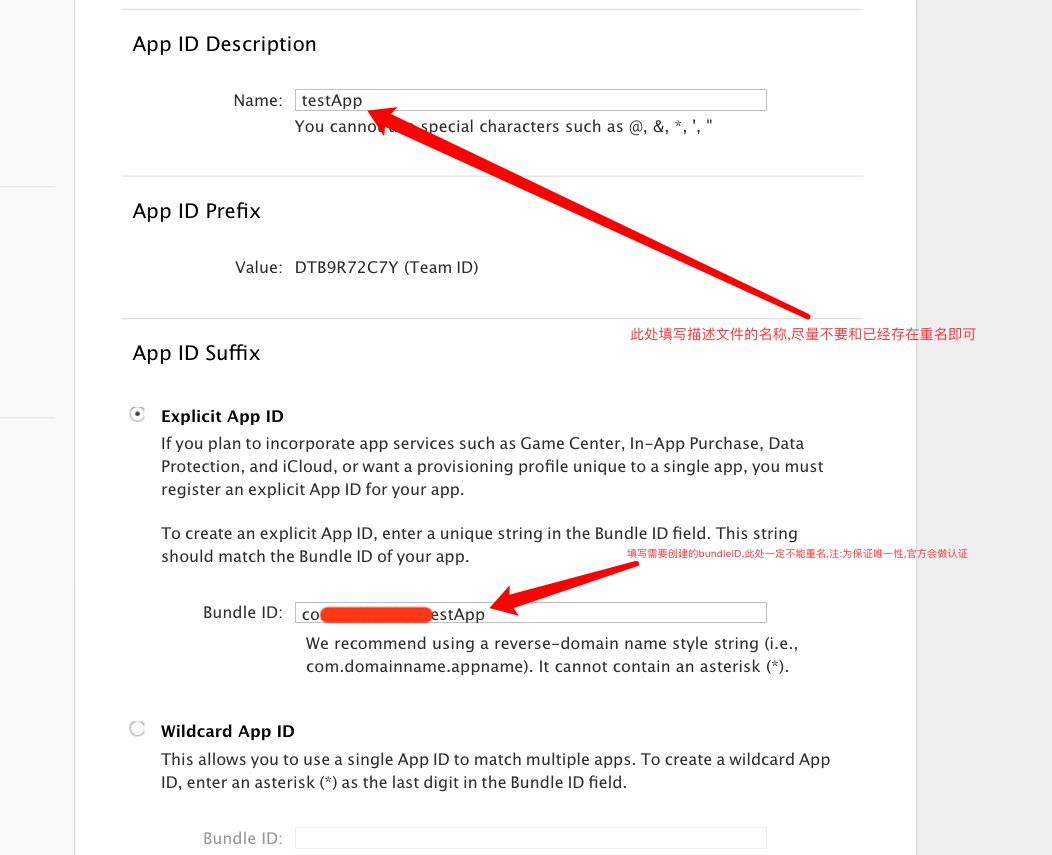 App ID Description
Name: testApp
You cannot special characters such as @, &, *, ', "
App ID Prefix
Value: DTB9R72C7Y (Team ID)
此处填写描述文件的名称,尽量不要和已经存在重名即可
App ID Suffix
Explicit App ID
If you plan to incorporate app services such as Game Center, In-App Purchase, Data
Protection, and iCloud, or want a provisioning profile unique to a single app, you must
register an explicit App ID for your app.
To create an explicit App ID, enter a unique string in the Bundle ID field. This string
should match the Bundle ID of your app.
填写需要创建的bundleID,此处一定不能重名,注:为保证唯一性,官方会做认证
Bundle ID: co estApp
We recommend using a reverse-domain name style string (i.e.,
com.domainname.appname). It cannot contain an asterisk (*).
Wildcard App ID
This allows you to use a single App ID to match multiple apps. To create a wildcard App
ID, enter an asterisk (*) as the last digit in the Bundle ID field.
Bundle ID: